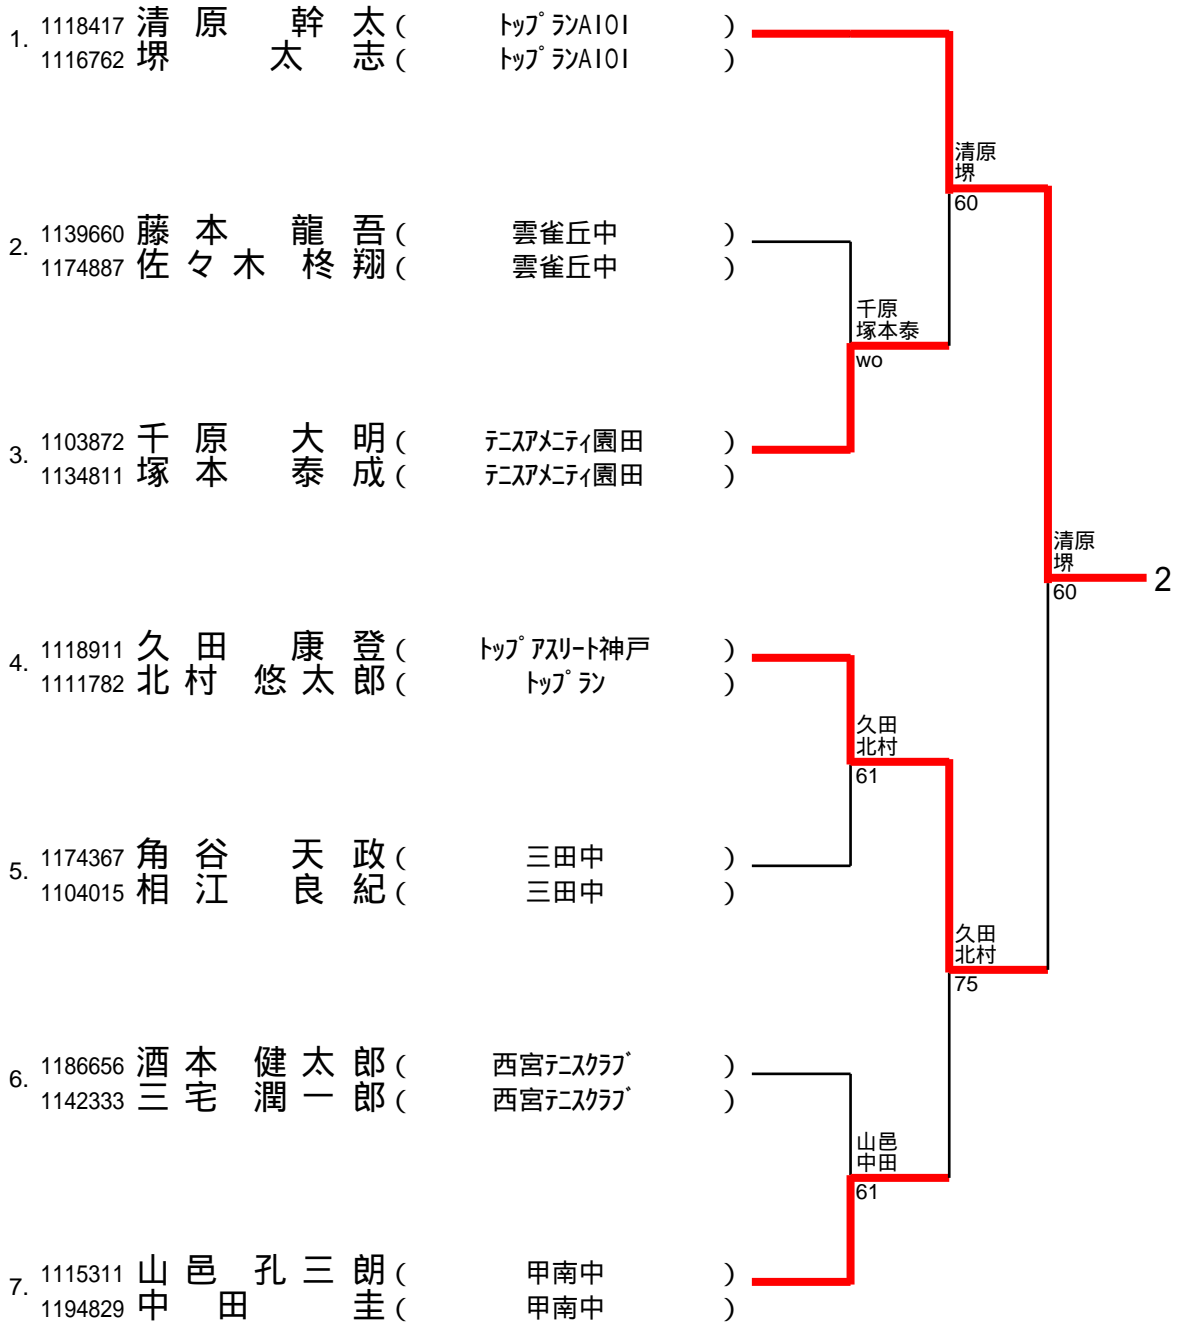 1. 1118417 清原 幹太 ( トップランAIOI )
1116762 堺 太志 ( トップランAIOI )
清原
堺
60
2. 1139660 藤本 龍吾 ( 雲雀丘中 )
1174887 佐々木 柊翔 ( 雲雀丘中 )
千原
塚本泰
wo
3. 1103872 千原 大明 ( テニスアメニティ園田 )
1134811 塚本 泰成 ( テニスアメニティ園田 )
清原
堺
60
2
4. 1118911 久田 康登 ( トップアスリート神戸 )
1111782 北村 悠太郎 ( トップラン )
久田
北村
61
5. 1174367 角谷 天政 ( 三田中 )
1104015 相江 良紀 ( 三田中 )
久田
北村
75
6. 1186656 酒本 健太郎 ( 西宮テニスクラブ )
1142333 三宅 潤一郎 ( 西宮テニスクラブ )
山邑
中田
61
7. 1115311 山邑 孔三朗 ( 甲南中 )
1194829 中田 圭 ( 甲南中 )